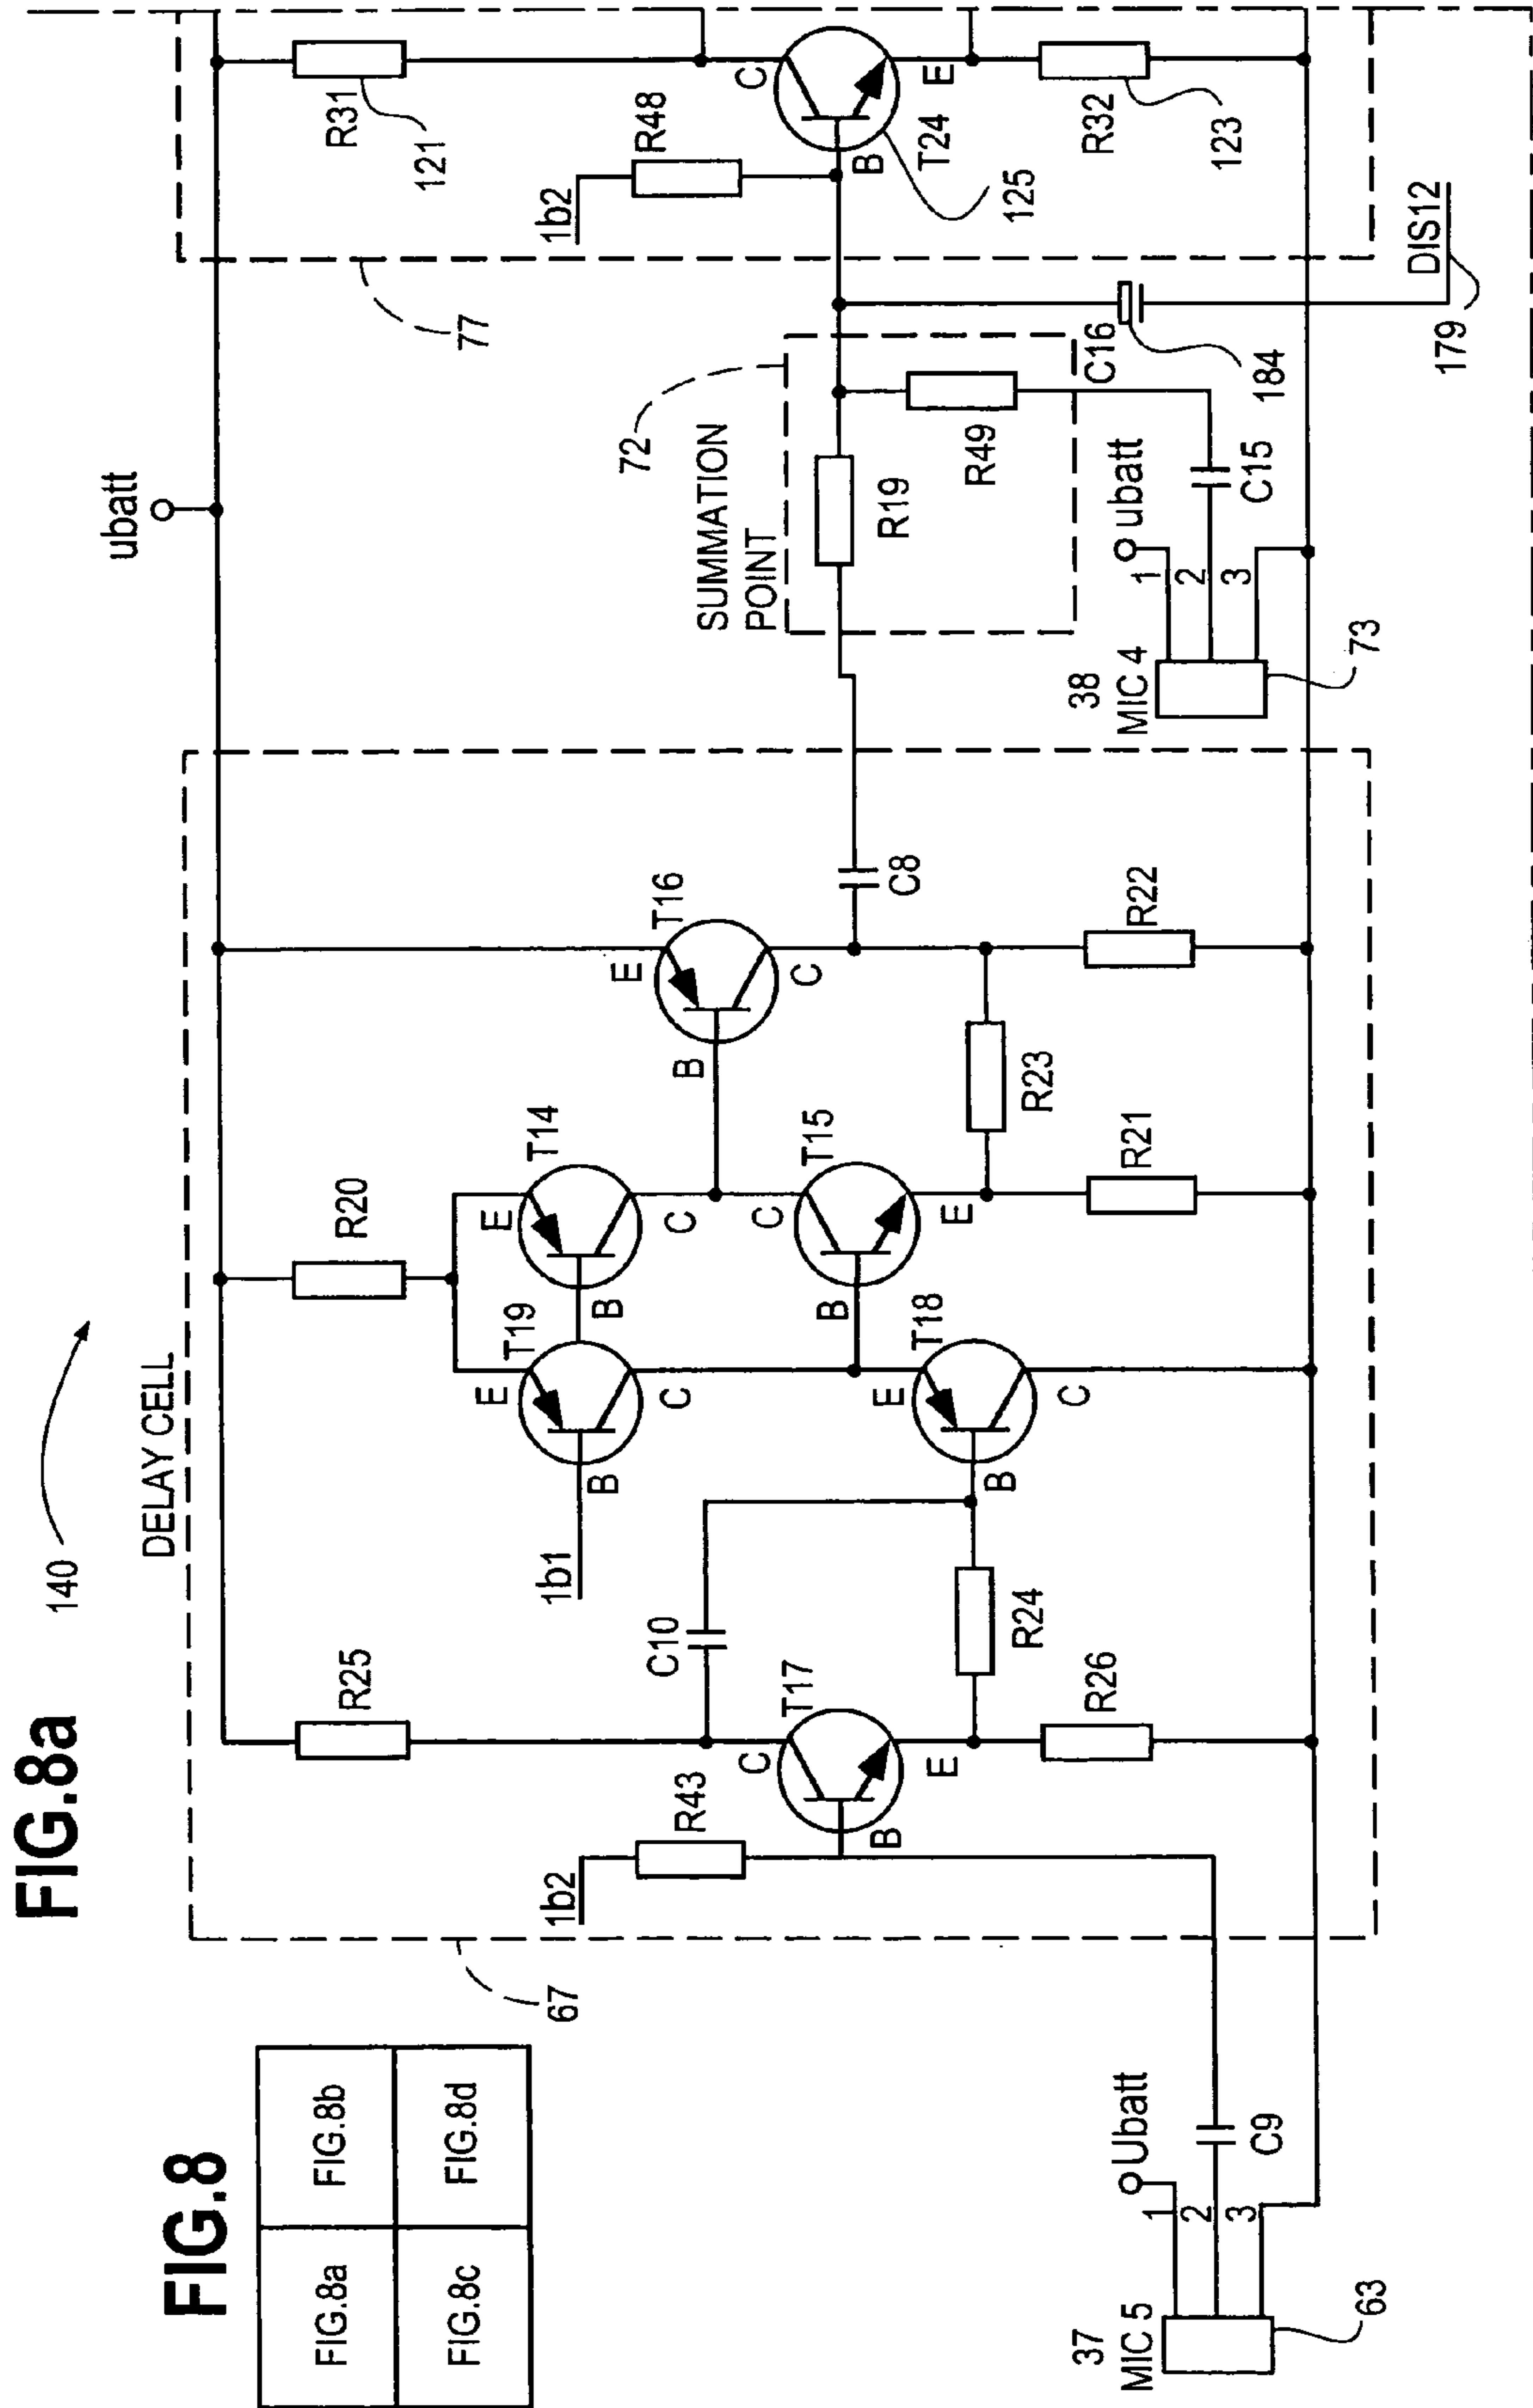 FIG.8
FIG.8a
FIG.8b
FIG.8c
FIG.8d
FIG.8a
140
DELAY CELL
67
37
MIC 5
63
Ubatt
1
2
3
C9
1b2
R43
B
C
E
T17
R25
R26
C10
R24
1b1
B
E
C
T19
B
E
C
T18
R20
B
E
C
T14
B
C
E
T15
R21
R23
B
E
C
T16
R22
C8
ubatt
SUMMATION
POINT
72
R19
R49
38
MIC 4
73
ubatt
1
2
3
C15
C16
184
DIS12
179
77
1b2
R48
R31
121
B
C
E
T24
125
R32
123